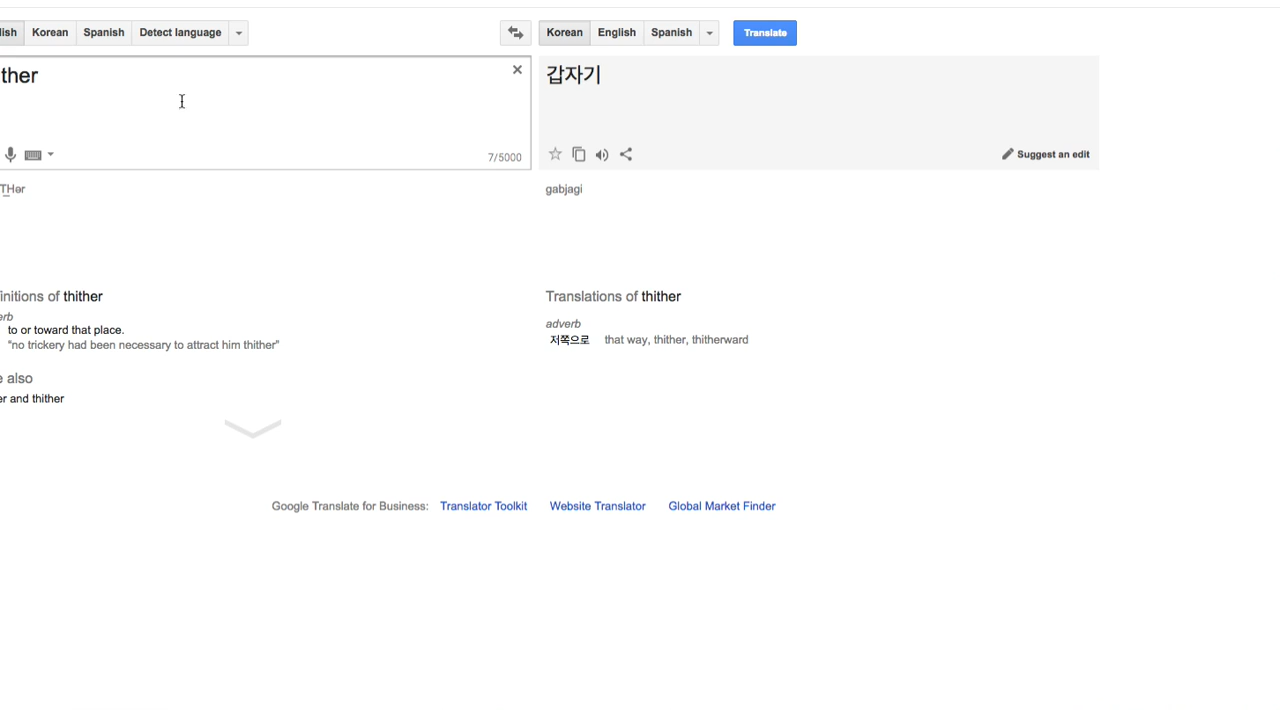 lish Korean Spanish Detect language Korean English Spanish Translate
ther
갑자기
7/5000
Suggest an edit
THər
gabjagi
initions of thither
erb
to or toward that place.
"no trickery had been necessary to attract him thither"
e also
er and thither
Translations of thither
adverb
저쪽으로 that way, thither, thitherward
Google Translate for Business: Translator Toolkit Website Translator Global Market Finder